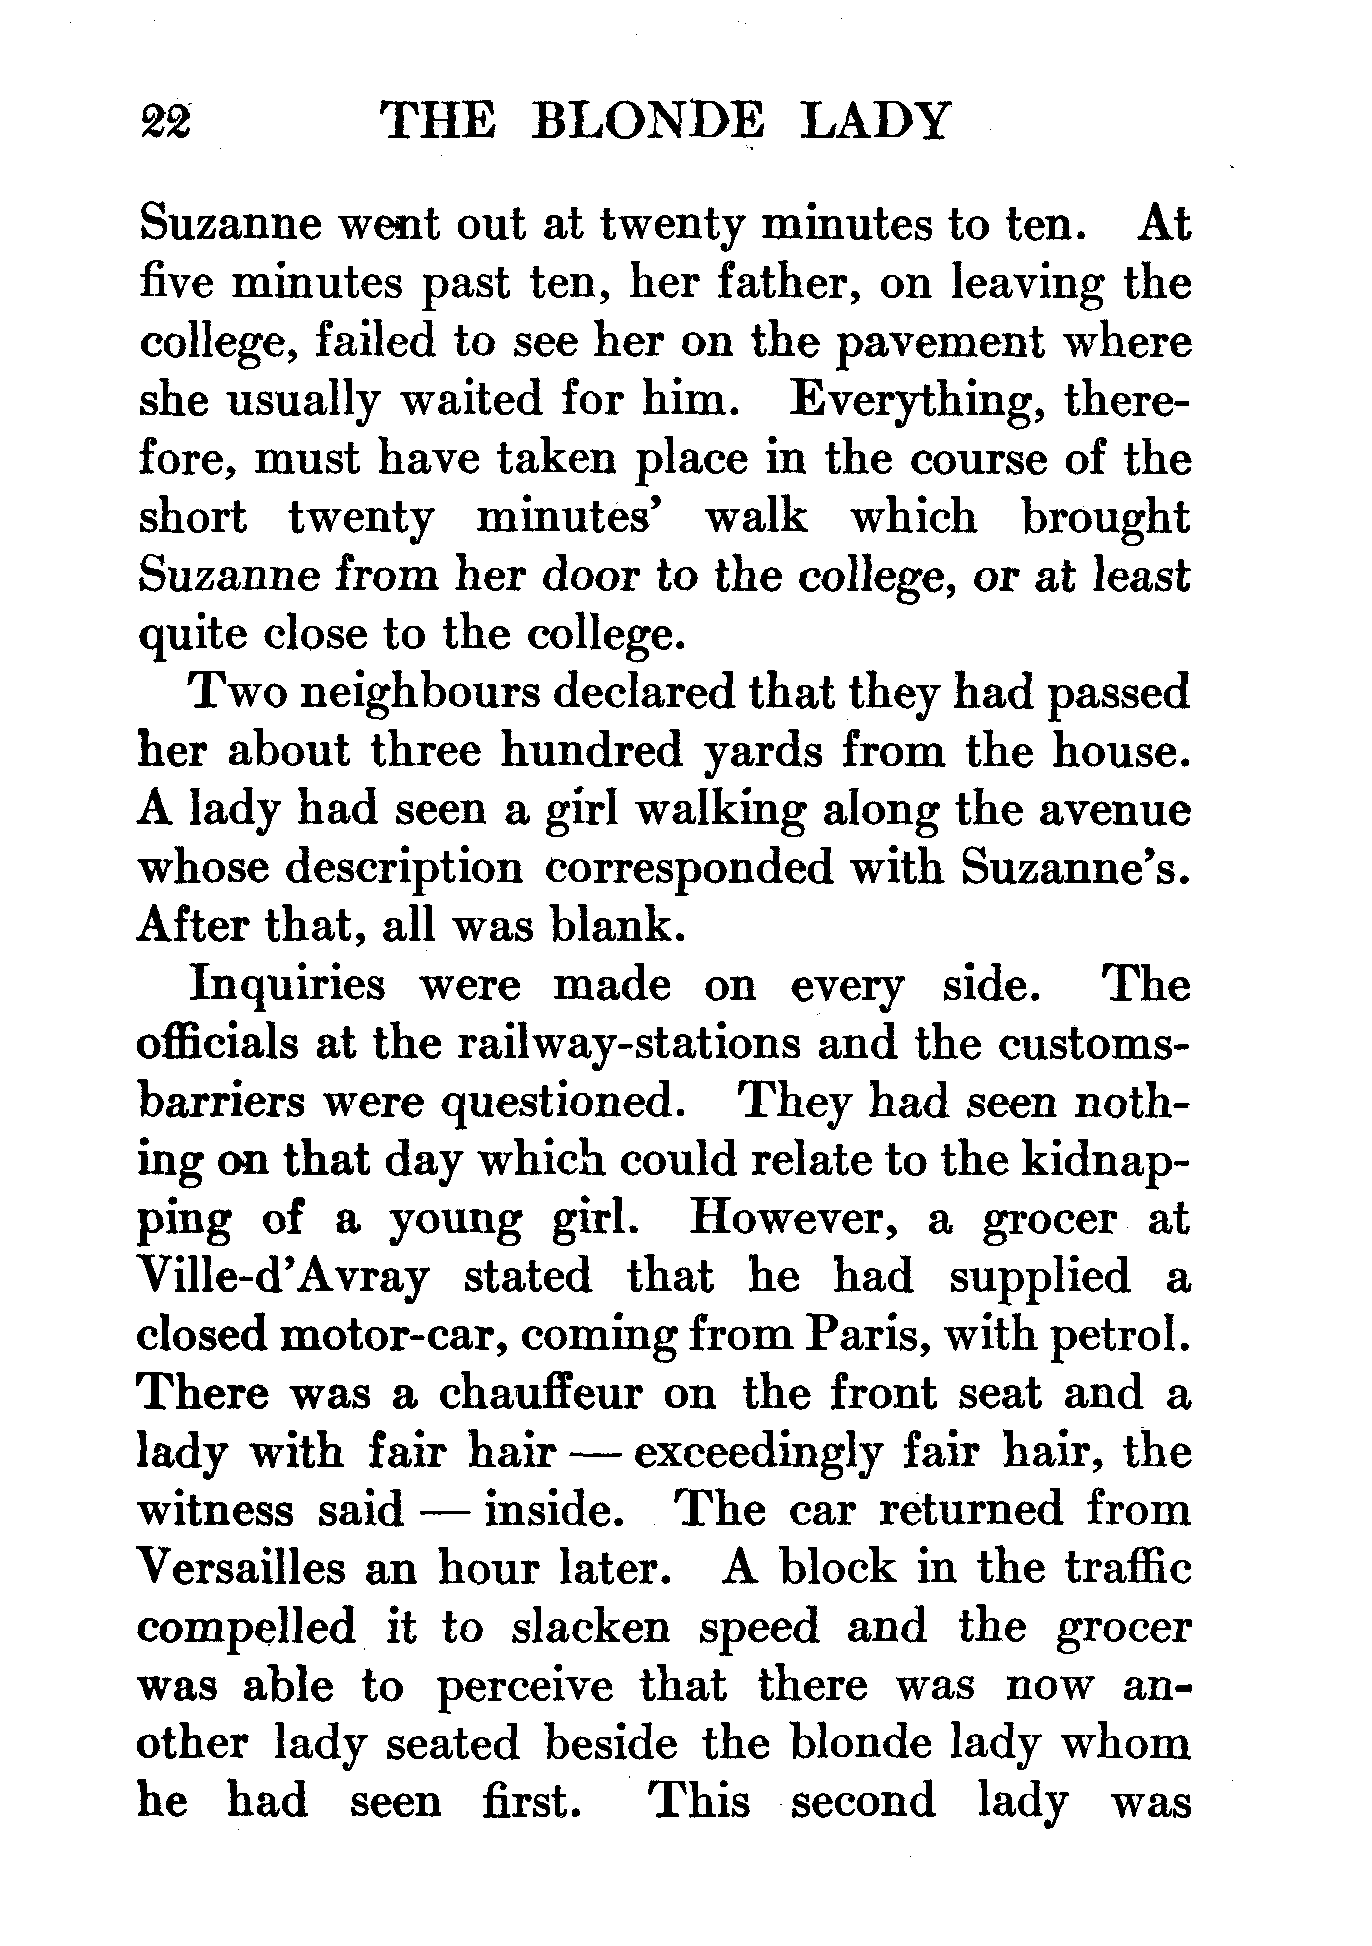 22 THE BLONDE LADY
Suzanne went out at twenty minutes to ten. At
five minutes past ten, her father, on leaving the
college, failed to see her on the pavement where
she usually waited for him. Everything, there-
fore, must have taken place in the course of the
short twenty minutes' walk which brought
Suzanne from her door to the college, or at least
quite close to the college.
Two neighbours declared that they had passed
her about three hundred yards from the house.
A lady had seen a girl walking along the avenue
whose description corresponded with Suzanne's.
After that, all was blank.
Inquiries were made on every side. The
officials at the railway-stations and the customs-
barriers were questioned. They had seen noth-
ing on that day which could relate to the kidnap-
ping of a young girl. However, a grocer at
Ville-d'Avray stated that he had supplied a
closed motor-car, coming from Paris, with petrol.
There was a chauffeur on the front seat and a
lady with fair hair — exceedingly fair hair, the
witness said — inside. The car returned from
Versailles an hour later. A block in the traffic
compelled it to slacken speed and the grocer
was able to perceive that there was now an-
other lady seated beside the blonde lady whom
he had seen first. This second lady was